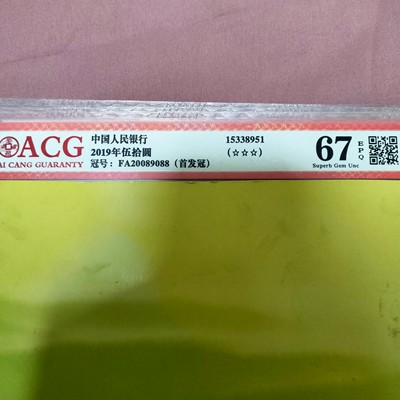 ACG
AI CANG GUARANTY
中国人民银行
2019年伍拾圆
冠号: FA20089088 (首发冠)
15338951
(☆☆☆)
67
EPQ
Superb Gem Unc